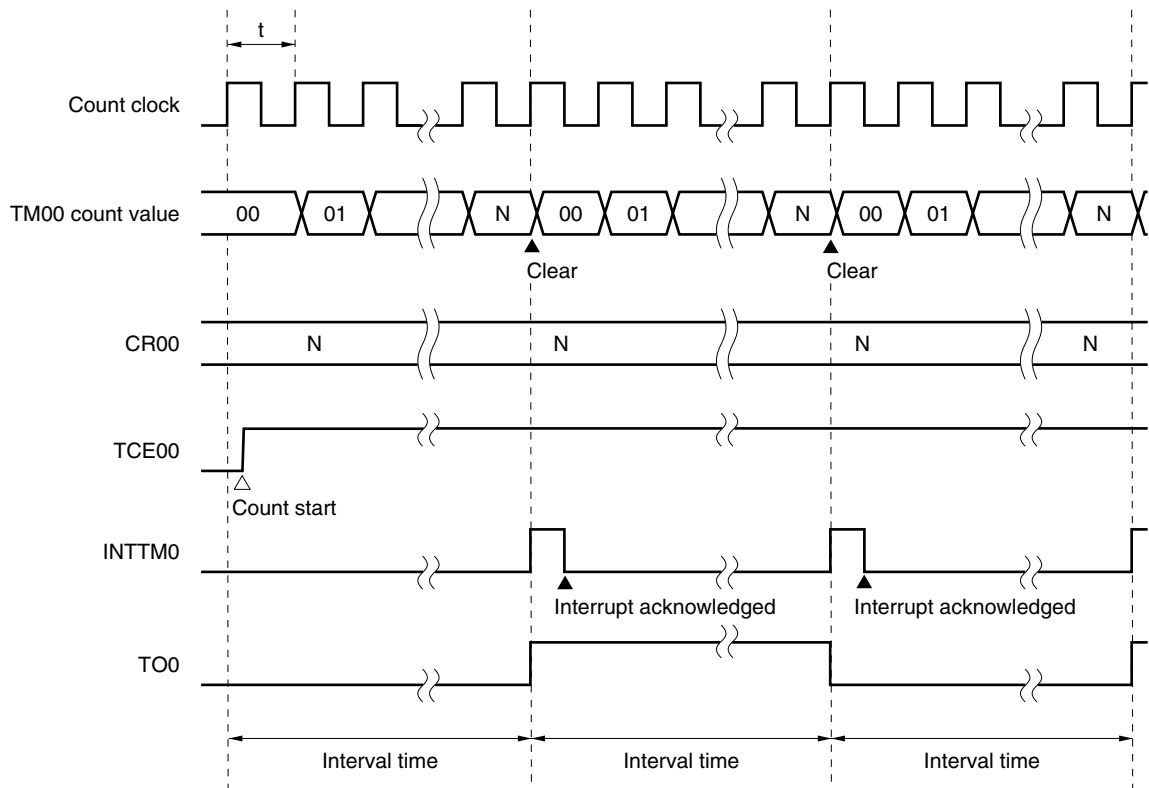 t
Count clock
TM00 count value 00 01 N 00 01 N 00 01 N
Clear Clear
CR00 N N N N
TCE00
Count start
INTTM0
Interrupt acknowledged Interrupt acknowledged
TO0
Interval time Interval time Interval time